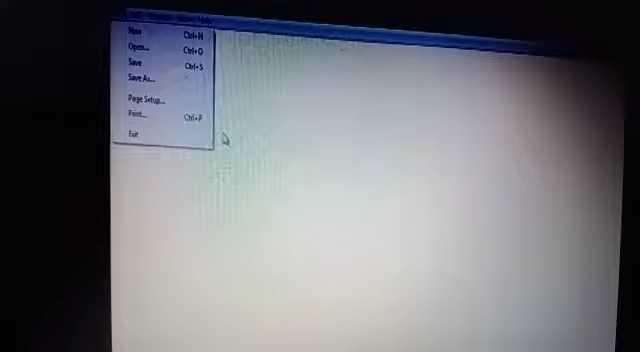 New Ctrl+N
Open... Ctrl+O
Save Ctrl+S
Save As...
Page Setup...
Print... Ctrl+P
Exit